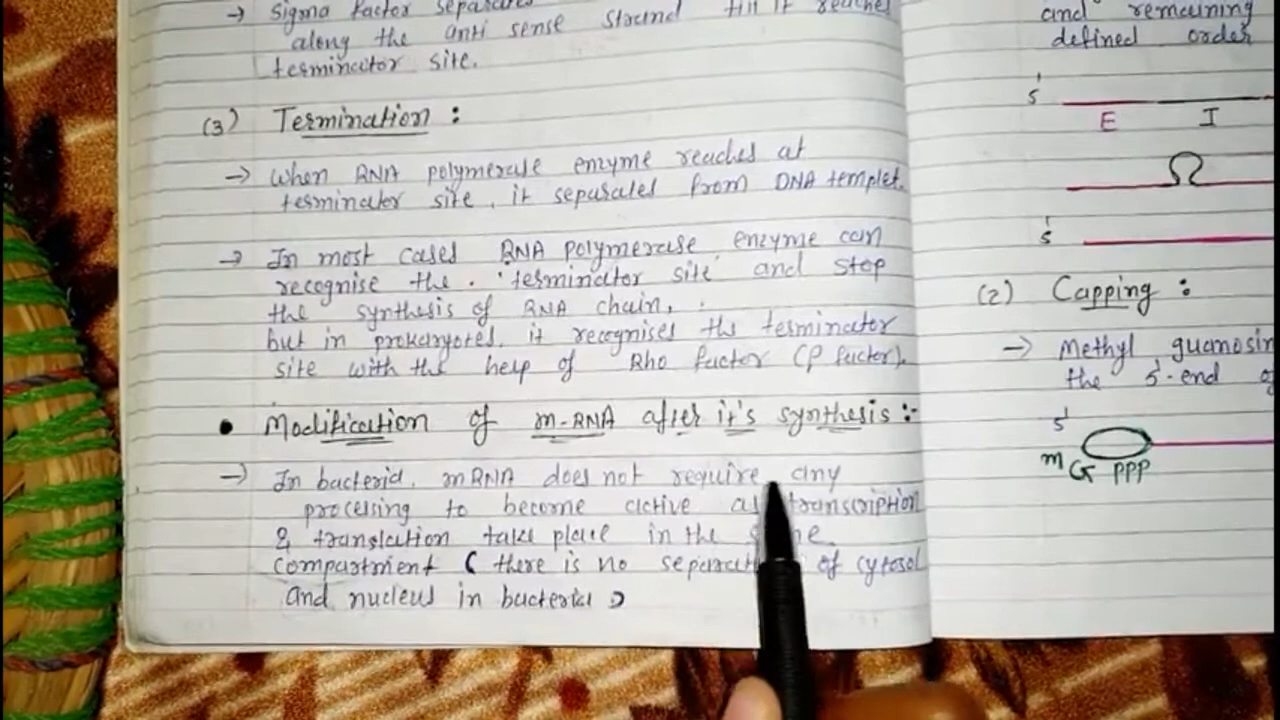 → Sigma factor separates
along the anti sense strand till it reaches
terminator site.
(3) Termination :
→ When RNA polymerase enzyme reaches at
terminator site, it separates from DNA templet.
→ In most cases RNA polymerase enzyme can
recognise the 'terminator site' and stop
the synthesis of RNA chain,
but in prokaryotes, it recognises the terminator
site with the help of Rho factor (ρ factor).
• Modification of m-RNA after it's synthesis :-
→ In bacteria, mRNA does not require any
processing to become active as transcription
& translation take place in the
compartment ( there is no of cytosol
and nucleus in bacteria )
and remaining
defined order
5'
E I
5'
(2) Capping :
→ Methyl guanosin
the 5'-end of
5'
mG PPP